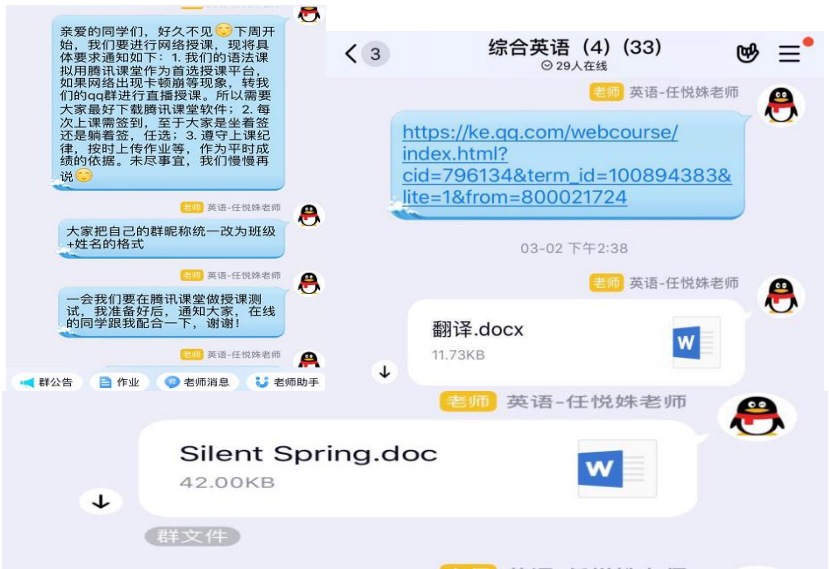 亲爱的同学们，好久不见下周开
始，我们要进行网络授课，现将具
体要求通知如下：1.我们的语法课
拟用腾讯课堂作为首选授课平台，
如果网络出现卡顿崩等现象，转我
们的qq群进行直播授课。所以需要
大家最好下载腾讯课堂软件；2.每
次上课需签到，至于大家是坐着签
还是躺着签，任选；3.遵守上课纪
律，按时上传作业等，作为平时成
绩的依据。未尽事宜，我们慢慢再
说
老师 英语-任悦姝老师
大家把自己的群昵称统一改为班级
+姓名的格式
老师 英语-任悦姝老师
一会我们要在腾讯课堂做授课测
试，我准备好后，通知大家，在线
的同学跟我配合一下，谢谢！
老师 英语-任悦姝老师
群公告 作业 老师消息 老师助手
3
综合英语（4）(33)
29人在线
老师 英语-任悦姝老师
https://ke.qq.com/webcourse/
index.html?
cid=796134&term_id=100894383&
lite=1&from=800021724
03-02 下午2:38
老师 英语-任悦姝老师
翻译.docx
11.73KB
W
老师 英语-任悦姝老师
Silent Spring.doc
42.00KB
W
群文件